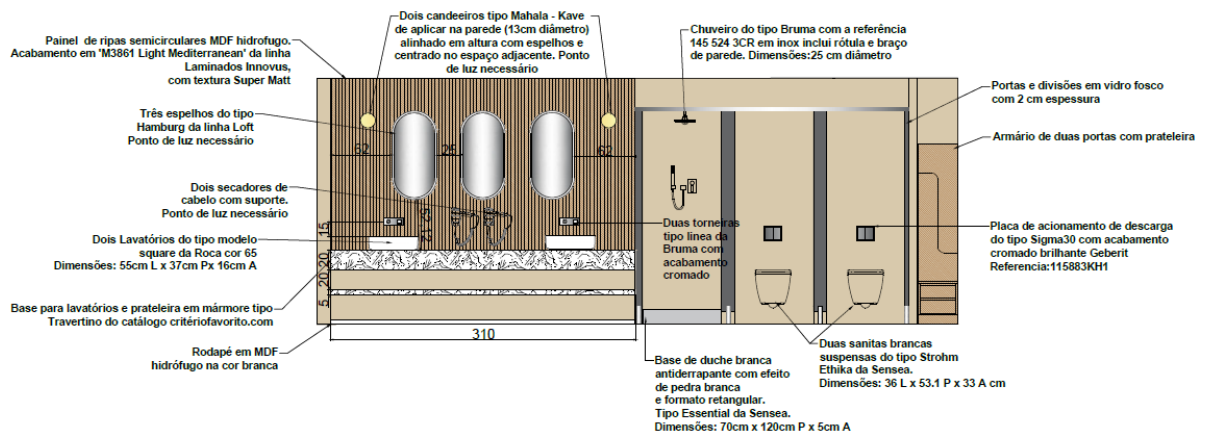 Dois candeeiros tipo Mahala - Kave
de aplicar na parede (13cm diâmetro)
alinhado em altura com espelhos e
centrado no espaço adjacente. Ponto
de luz necessário
Chuveiro do tipo Bruma com a referência
145 524 3CR em inox inclui rótula e braço
de parede. Dimensões:25 cm diâmetro
Painel de ripas semicirculares MDF hidrofugo.
Acabamento em 'M3861 Light Mediterranean' da linha
Laminados Innovus,
com textura Super Matt
Portas e divisões em vidro fosco
com 2 cm espessura
Três espelhos do tipo
Hamburg da linha Loft
Ponto de luz necessário
Armário de duas portas com prateleira
62
25
62
Dois secadores de
cabelo com suporte.
Ponto de luz necessário
52
12
15
Duas torneiras
tipo linea da
Bruma com
acabamento
cromado
Placa de acionamento de descarga
do tipo Sigma30 com acabamento
cromado brilhante Geberit
Referencia:115883KH1
Dois Lavatórios do tipo modelo
square da Roca cor 65
Dimensões: 55cm L x 37cm Px 16cm A
20
20
5
Base para lavatórios e prateleira em mármore tipo
Travertino do catálogo critériofavorito.com
310
Rodapé em MDF
hidrófugo na cor branca
Base de duche branca
antiderrapante com efeito
de pedra branca
e formato retangular.
Tipo Essential da Sensea.
Dimensões: 70cm x 120cm P x 5cm A
Duas sanitas brancas
suspensas do tipo Strohm
Ethika da Sensea.
Dimensões: 36 L x 53.1 P x 33 A cm